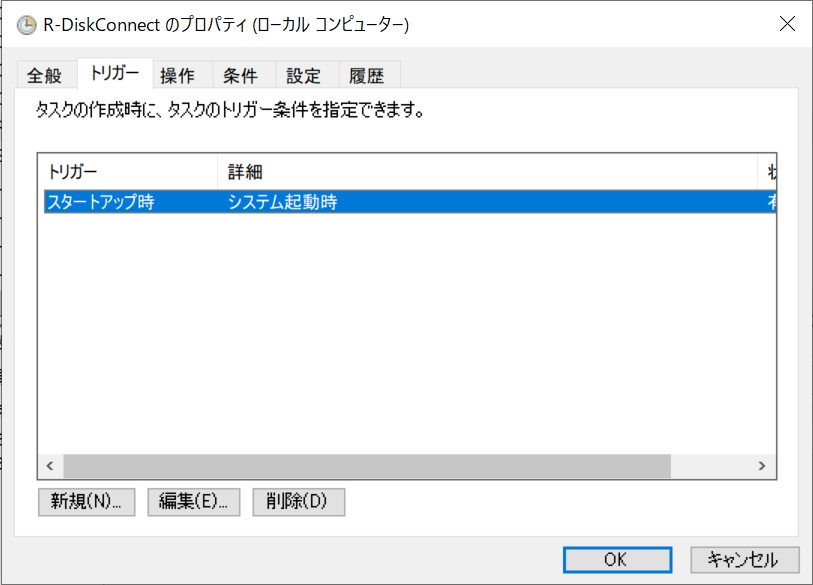 R-DiskConnect のプロパティ (ローカル コンピューター)
全般 トリガー 操作 条件 設定 履歴
タスクの作成時に、タスクのトリガー条件を指定できます。
トリガー 詳細
スタートアップ時 システム起動時
新規(N)... 編集(E)... 削除(D)
OK キャンセル